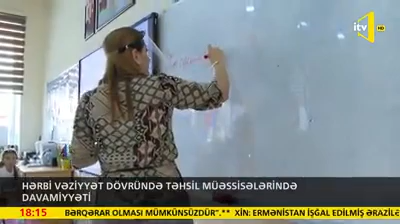 itv HD
HƏRBİ VƏZİYYƏT DÖVRÜNDƏ TƏHSİL MÜƏSSİSƏLƏRİNDƏ
DAVAMİYYƏTİ
18:15 BƏRQƏRAR OLMASI MÜMKÜNSÜZDÜR".** XİN: ERMƏNİSTAN İŞĞAL EDİLMİŞ ƏRAZİLƏ